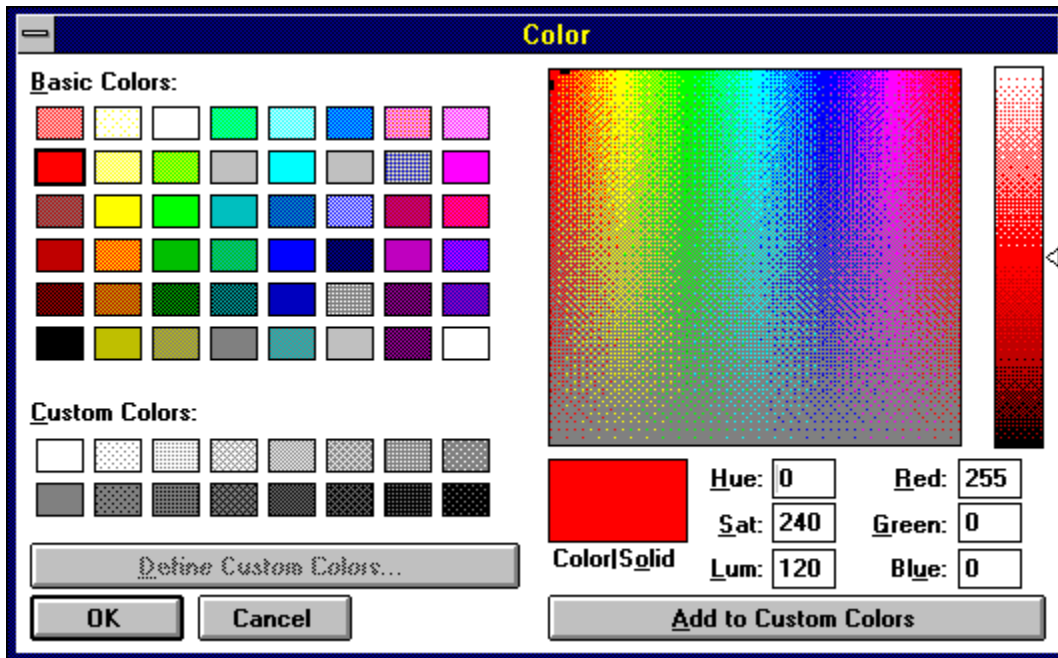 Color
Basic Colors:
Custom Colors:
Define Custom Colors...
OK Cancel
Hue: 0 Red: 255
Sat: 240 Green: 0
Color|Solid
Lum: 120 Blue: 0
Add to Custom Colors